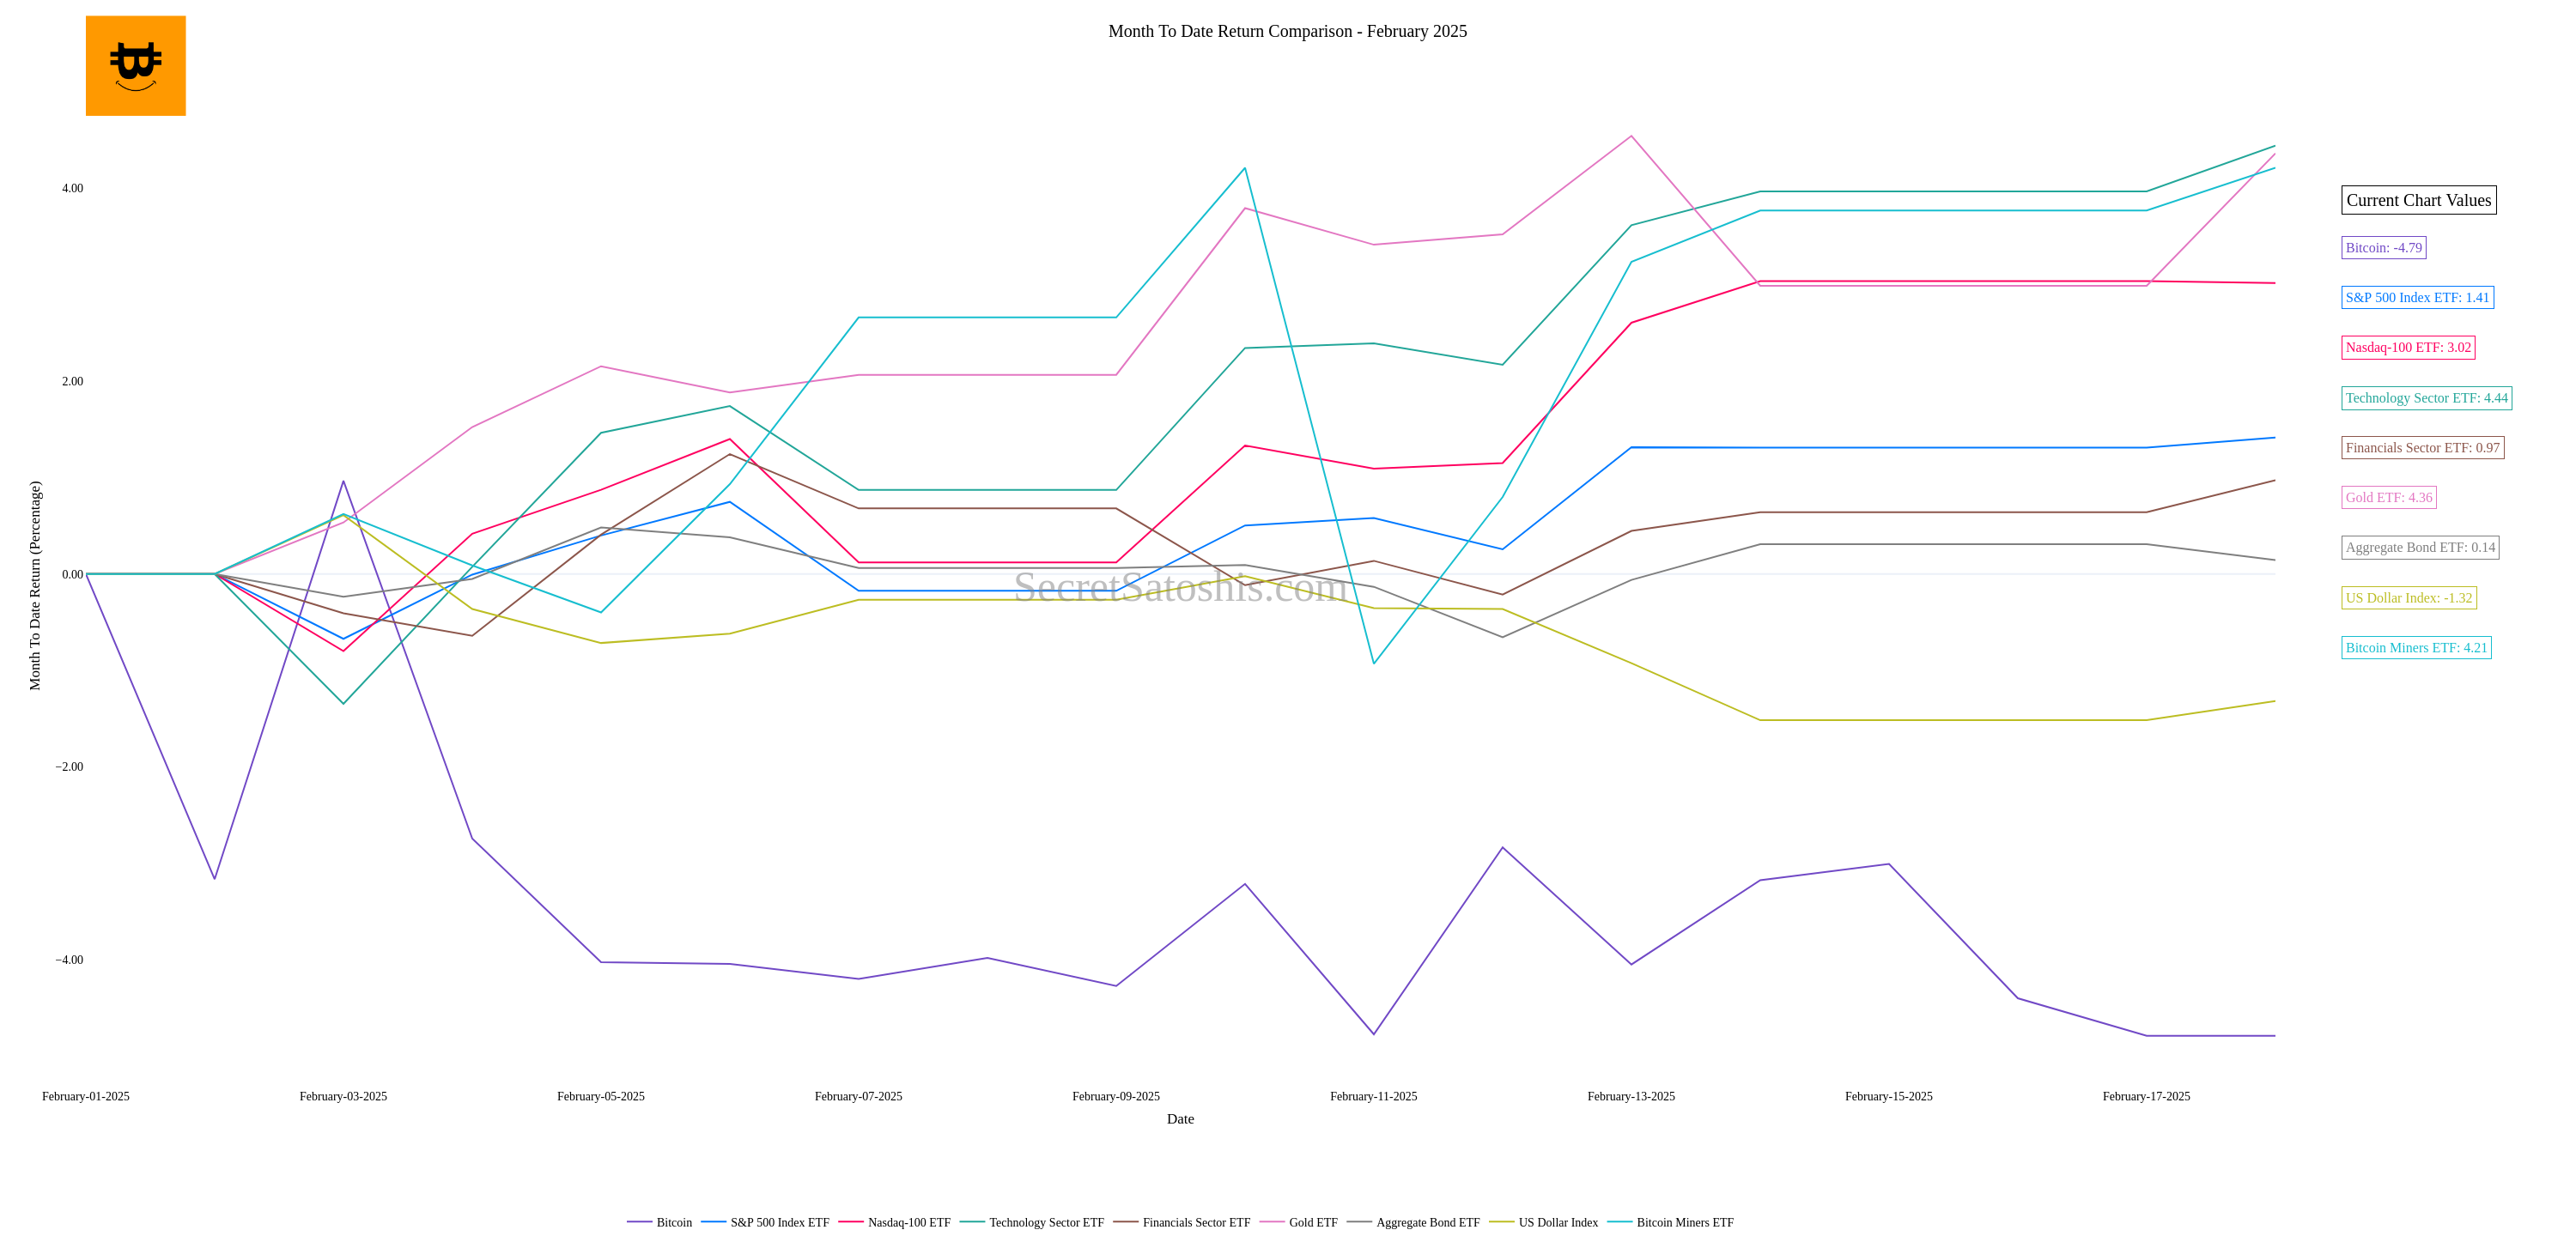 Month To Date Return Comparison - February 2025
4.00
2.00
0.00
−2.00
−4.00
Month To Date Return (Percentage)
SecretSatoshis.com
Current Chart Values
Bitcoin: -4.79
S&P 500 Index ETF: 1.41
Nasdaq-100 ETF: 3.02
Technology Sector ETF: 4.44
Financials Sector ETF: 0.97
Gold ETF: 4.36
Aggregate Bond ETF: 0.14
US Dollar Index: -1.32
Bitcoin Miners ETF: 4.21
February-01-2025 February-03-2025 February-05-2025 February-07-2025 February-09-2025 February-11-2025 February-13-2025 February-15-2025 February-17-2025
Date
Bitcoin S&P 500 Index ETF Nasdaq-100 ETF Technology Sector ETF Financials Sector ETF Gold ETF Aggregate Bond ETF US Dollar Index Bitcoin Miners ETF